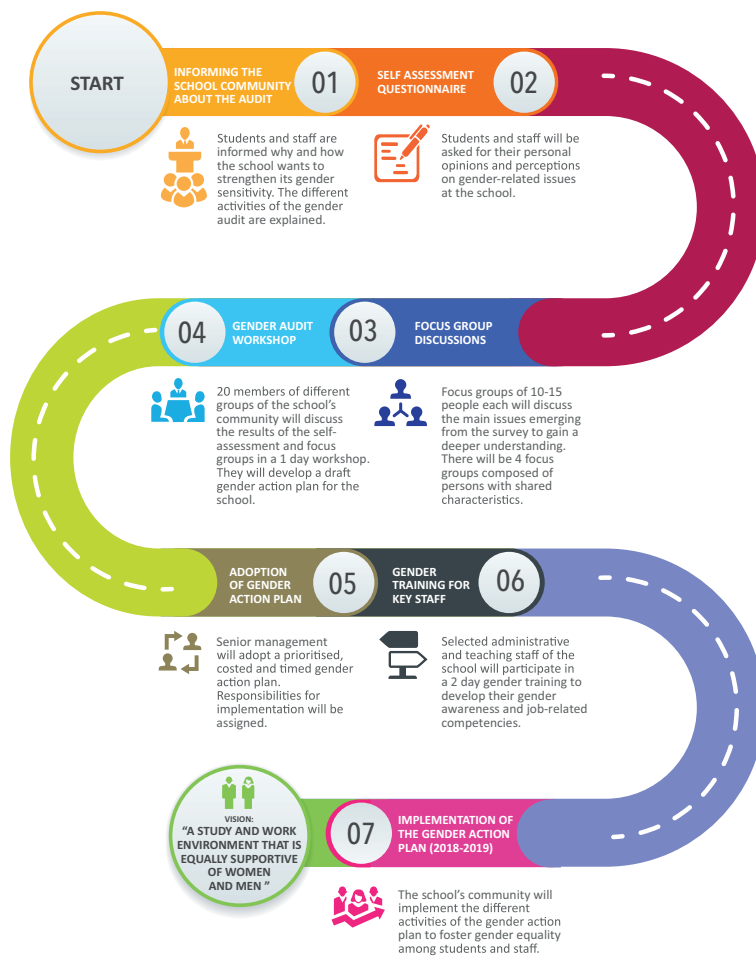 START
INFORMING THE
SCHOOL COMMUNITY
ABOUT THE AUDIT
01
SELF ASSESSMENT
QUESTIONNAIRE
02
Students and staff are
informed why and how
the school wants to
strengthen its gender
sensitivity. The different
activities of the gender
audit are explained.
Students and staff will be
asked for their personal
opinions and perceptions
on gender-related issues
at the school.
03
FOCUS GROUP
DISCUSSIONS
Focus groups of 10-15
people each will discuss
the main issues emerging
from the survey to gain a
deeper understanding.
There will be 4 focus
groups composed of
persons with shared
characteristics.
04
GENDER AUDIT
WORKSHOP
20 members of different
groups of the school’s
community will discuss
the results of the self-
assessment and focus
groups in a 1 day workshop.
They will develop a draft
gender action plan for the
school.
ADOPTION
OF GENDER
ACTION PLAN
05
Senior management
will adopt a prioritised,
costed and timed gender
action plan.
Responsibilities for
implementation will be
assigned.
GENDER
TRAINING FOR
KEY STAFF
06
Selected administrative
and teaching staff of the
school will participate in
a 2 day gender training to
develop their gender
awareness and job-related
competencies.
07
IMPLEMENTATION OF
THE GENDER ACTION
PLAN (2018-2019)
The school’s community will
implement the different
activities of the gender action
plan to foster gender equality
among students and staff.
VISION:
“A STUDY AND WORK
ENVIRONMENT THAT IS
EQUALLY SUPPORTIVE
OF WOMEN
AND MEN ”